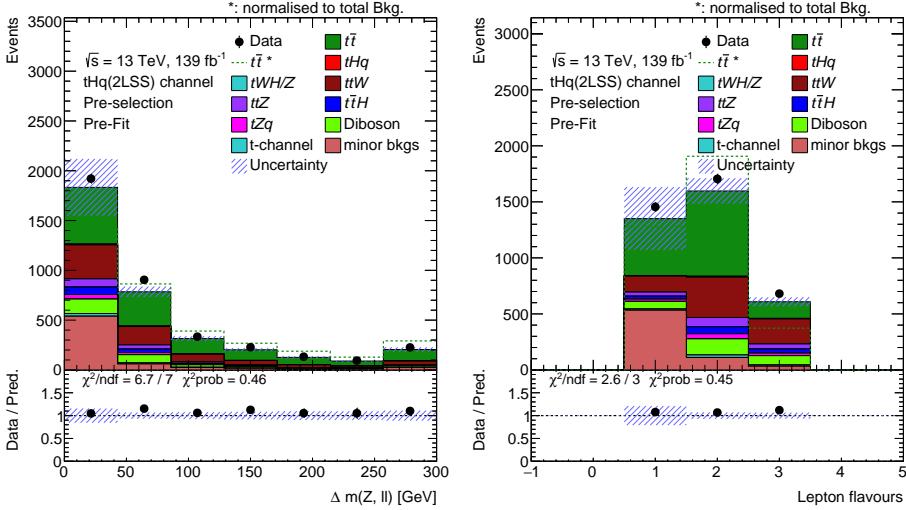 *: normalised to total Bkg.
Events
3500
3000
2500
2000
1500
1000
500
0
√s = 13 TeV, 139 fb⁻¹
tHq(2LSS) channel
Pre-selection
Pre-Fit
Data
tt̄
tt̄ *
tHq
tWH/Z
ttW
ttZ
tt̄H
tZq
Diboson
t-channel
minor bkgs
Uncertainty
χ²/ndf = 6.7 / 7 χ²prob = 0.46
Data / Pred.
1.5
1
0.5
0
0 50 100 150 200 250 300
Δ m(Z, ll) [GeV]
*: normalised to total Bkg.
Events
3000
2500
2000
1500
1000
500
0
√s = 13 TeV, 139 fb⁻¹
tHq(2LSS) channel
Pre-selection
Pre-Fit
Data
tt̄
tt̄ *
tHq
tWH/Z
ttW
ttZ
tt̄H
tZq
Diboson
t-channel
minor bkgs
Uncertainty
χ²/ndf = 2.6 / 3 χ²prob = 0.45
Data / Pred.
1.5
1
0.5
0
−1 0 1 2 3 4 5
Lepton flavours